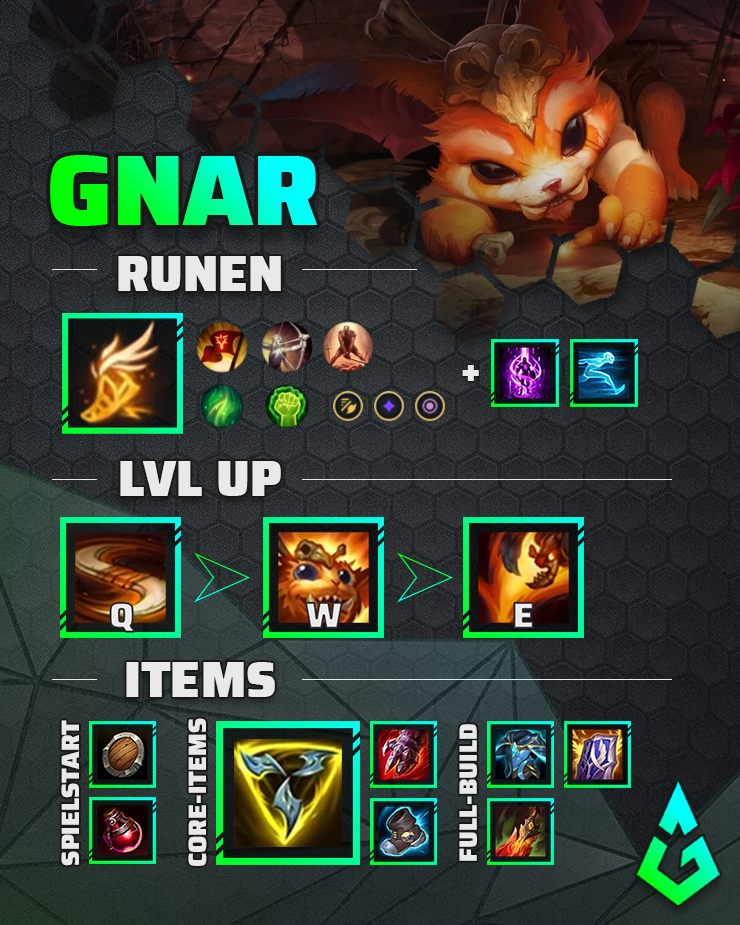 GNAR
RUNEN
+
LVL UP
Q
W
E
ITEMS
SPIELSTART
CORE-ITEMS
FULL-BUILD